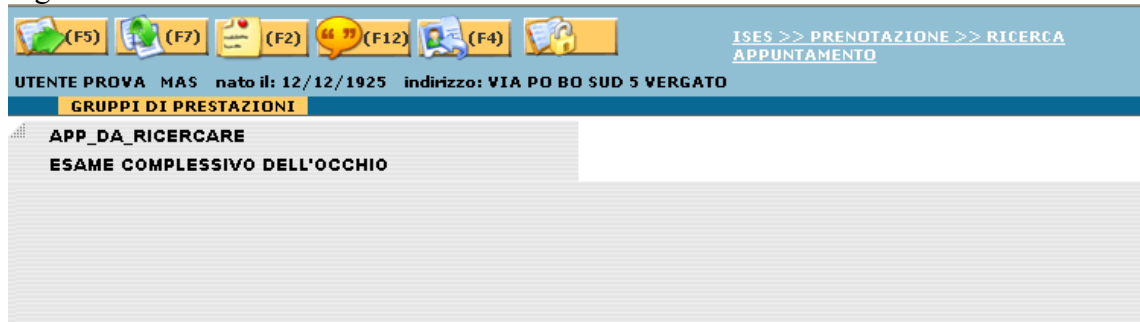 (F5) (F7) (F2) (F12) (F4)
ISES >> PRENOTAZIONE >> RICERCA
APPUNTAMENTO
UTENTE PROVA MAS nato il: 12/12/1925 indirizzo: VIA PO BO SUD 5 VERGATO
GRUPPI DI PRESTAZIONI
APP_DA_RICERCARE
ESAME COMPLESSIVO DELL'OCCHIO